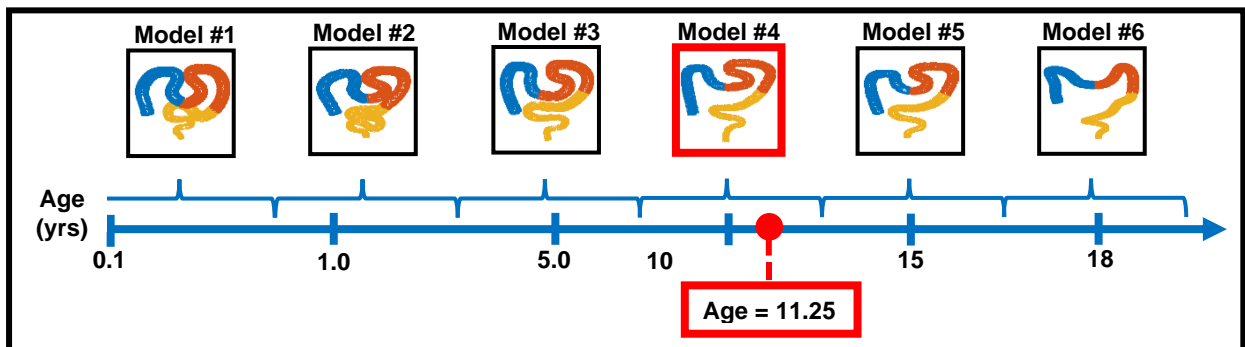 Model #1 Model #2 Model #3 Model #4 Model #5 Model #6
Age
(yrs)
0.1 1.0 5.0 10 15 18
Age = 11.25